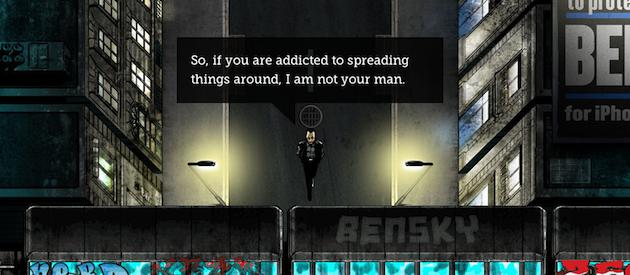 to prote
BE
for iPho
So, if you are addicted to spreading
things around, I am not your man.
BENSKY